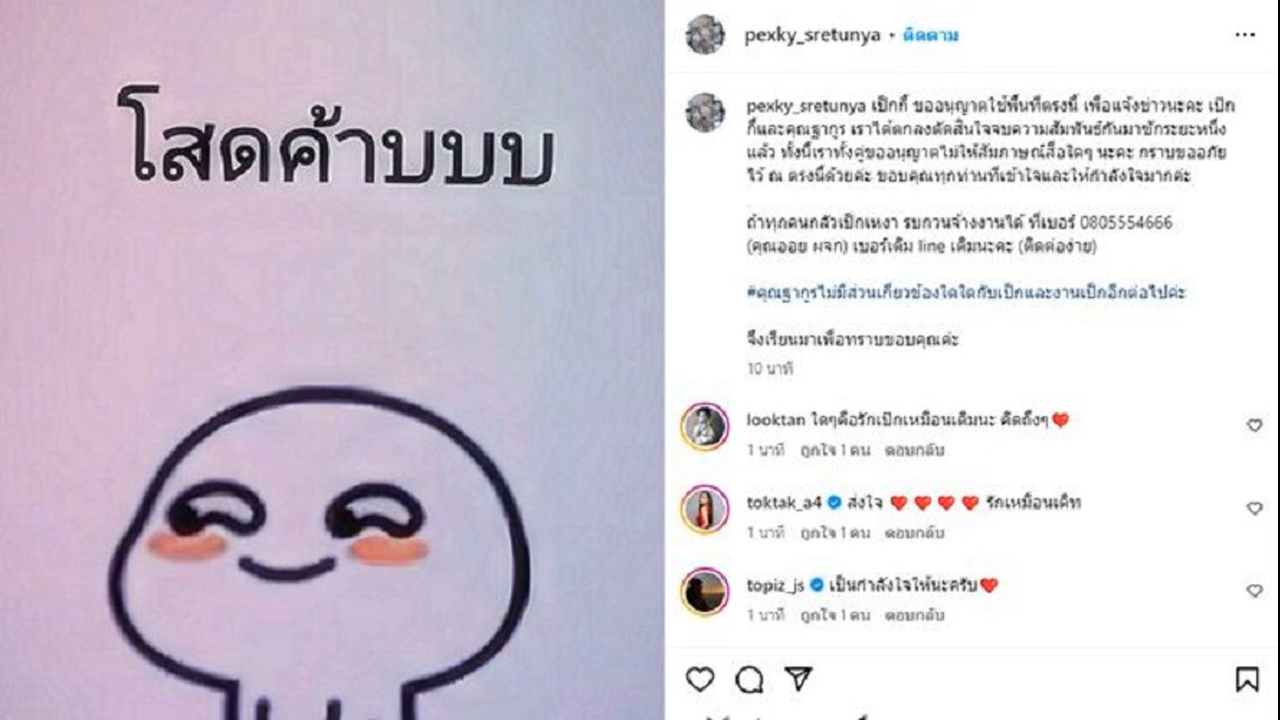 โสดค้าบบบ
pexky_sretunya • ติดตาม
pexky_sretunya เป็กกี้ ขออนุญาตใช้พื้นที่ตรงนี้ เพื่อแจ้งข่าวนะคะ เป็ก
กี้และคุณฐากูร เราได้ตกลงตัดสินใจจบความสัมพันธ์กันมาซักระยะหนึ่ง
แล้ว ทั้งนี้เราทั้งคู่ขออนุญาตไม่ให้สัมภาษณ์สื่อใดๆ นะคะ กราบขออภัย
ไว้ ณ ตรงนี้ด้วยค่ะ ขอบคุณทุกท่านที่เข้าใจและให้กำลังใจมากค่ะ
ถ้าทุกคนกลัวเป็กเหงา รบกวนจ้างงานได้ ที่เบอร์ 0805554666
(คุณออย ผจก) เบอร์เดิม line เดิมนะคะ (ติดต่อง่าย)
#คุณฐากูรไม่มีส่วนเกี่ยวข้องใดใดกับเป็กและงานเป็กอีกต่อไปค่ะ
จึงเรียนมาเพื่อทราบขอบคุณค่ะ
10 นาที
looktan ใดๆคือรักเป็กเหมือนเดิมนะ คิดถึงๆ❤️
1 นาที ถูกใจ 1 คน ตอบกลับ
toktak_a4 ส่งใจ ❤️ ❤️ ❤️ ❤️ รักเหมือนเดิม
1 นาที ถูกใจ 1 คน ตอบกลับ
topiz_js เป็นกำลังใจให้นะครับ❤️
1 นาที ถูกใจ 1 คน ตอบกลับ